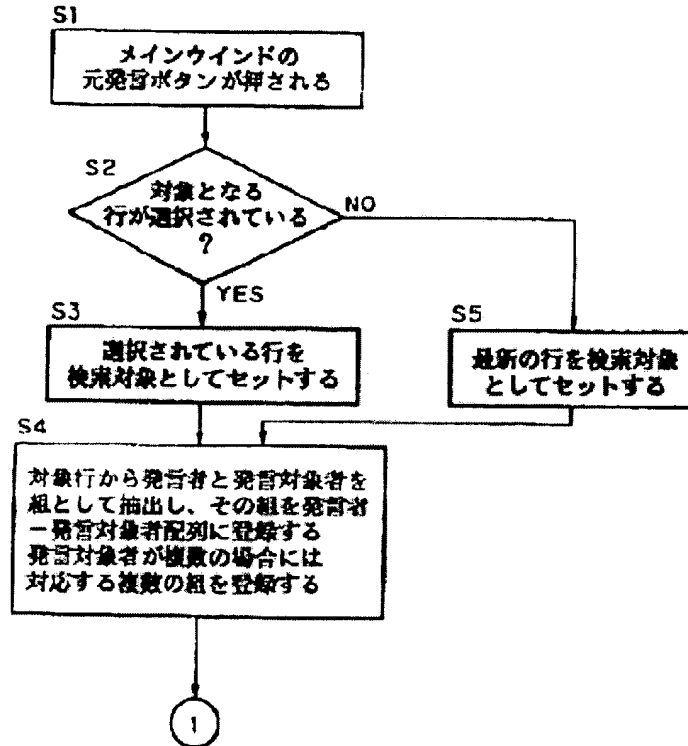 S1
メインウインドの
元発言ボタンが押される
S2
対象となる
行が選択されている
?
NO
YES
S3
選択されている行を
検索対象としてセットする
S5
最新の行を検索対象
としてセットする
S4
対象行から発言者と発言対象者を
組として抽出し、その組を発言者
－発言対象者配列に登録する
発言対象者が複数の場合には
対応する複数の組を登録する
1